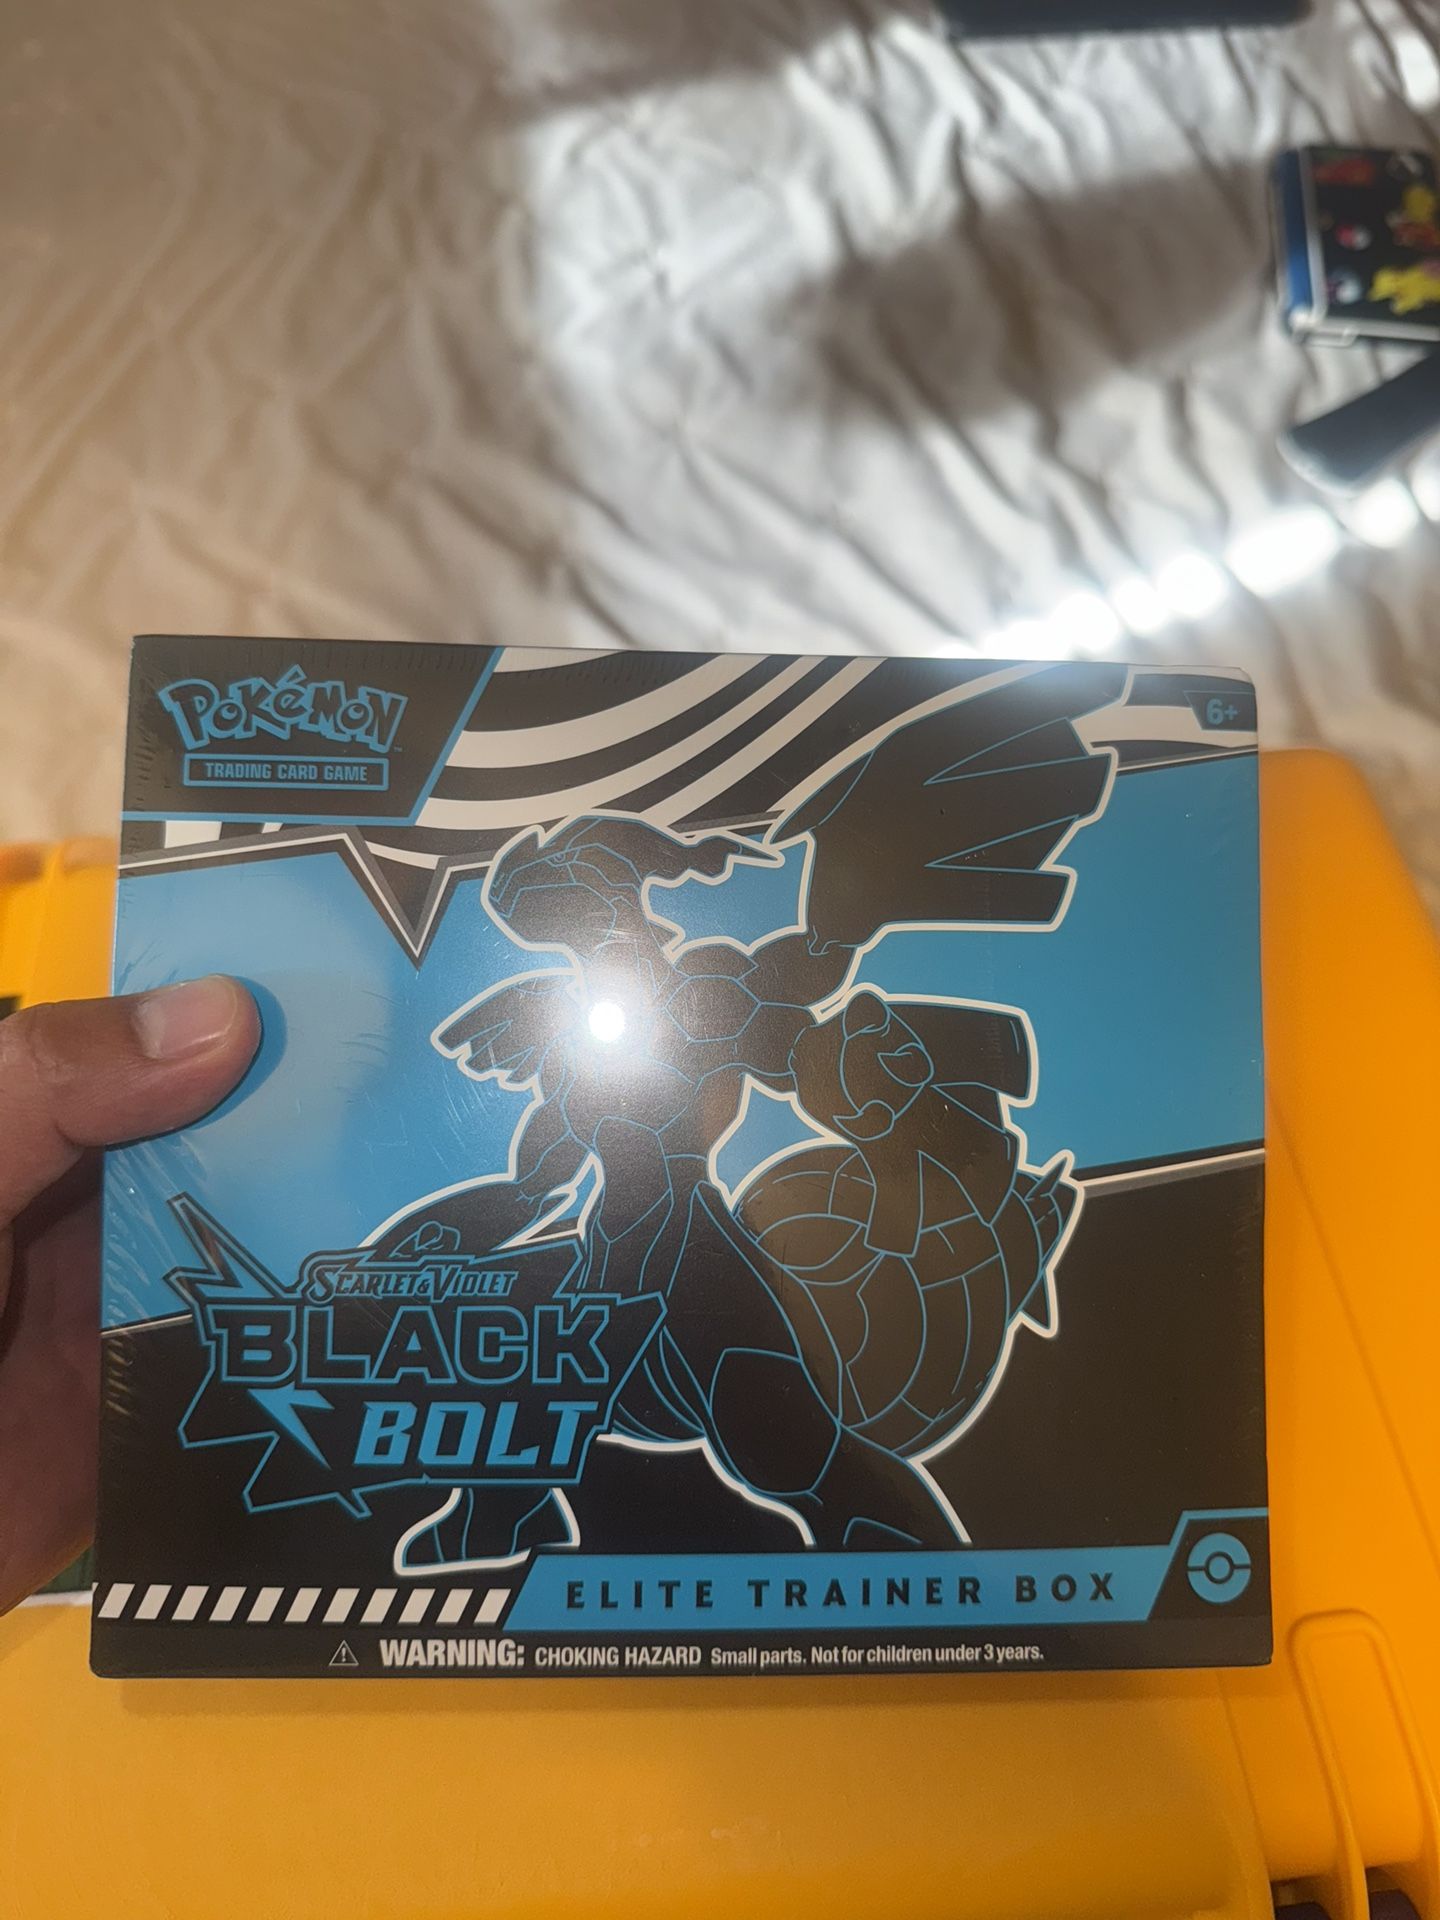 POKéMON™
TRADING CARD GAME
6+
SCARLET & VIOLET
BLACK
BOLT
ELITE TRAINER BOX
WARNING: CHOKING HAZARD Small parts. Not for children under 3 years.